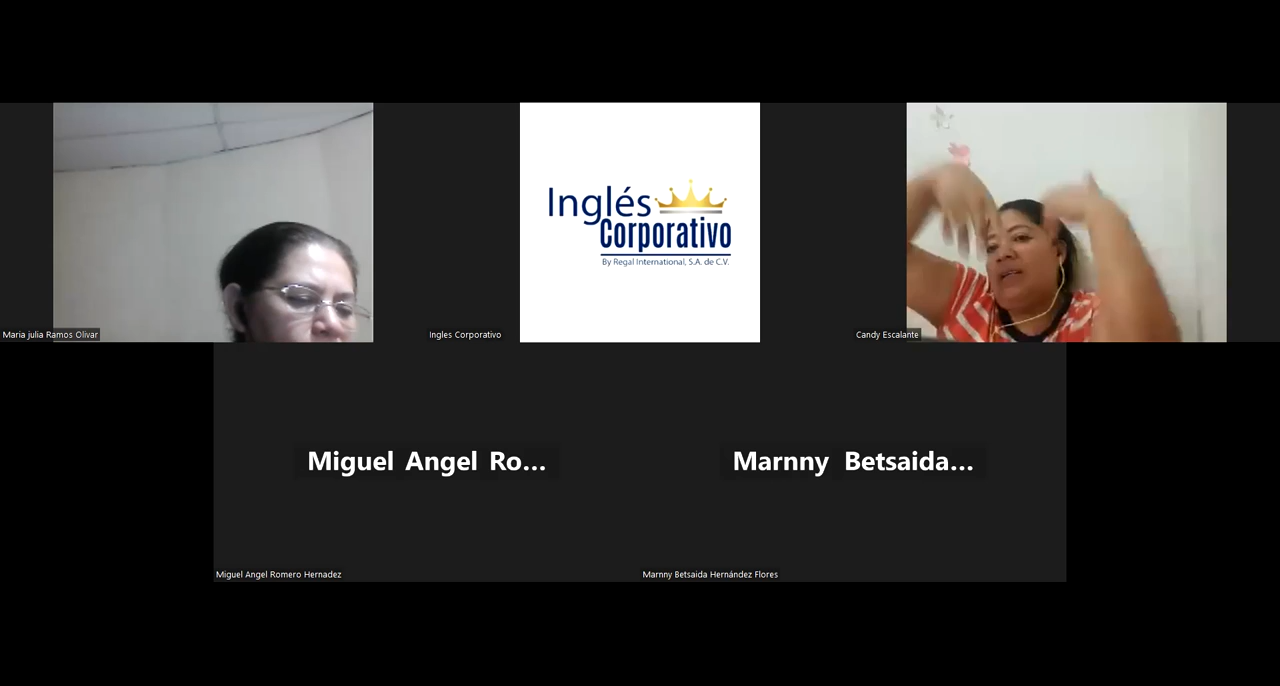 Inglés
Corporativo
By Regal International, S.A. de C.V.
Maria julia Ramos Olivar
Ingles Corporativo
Candy Escalante
Miguel Angel Ro...
Marnny Betsaida...
Miguel Angel Romero Hernadez
Marnny Betsaida Hernández Flores